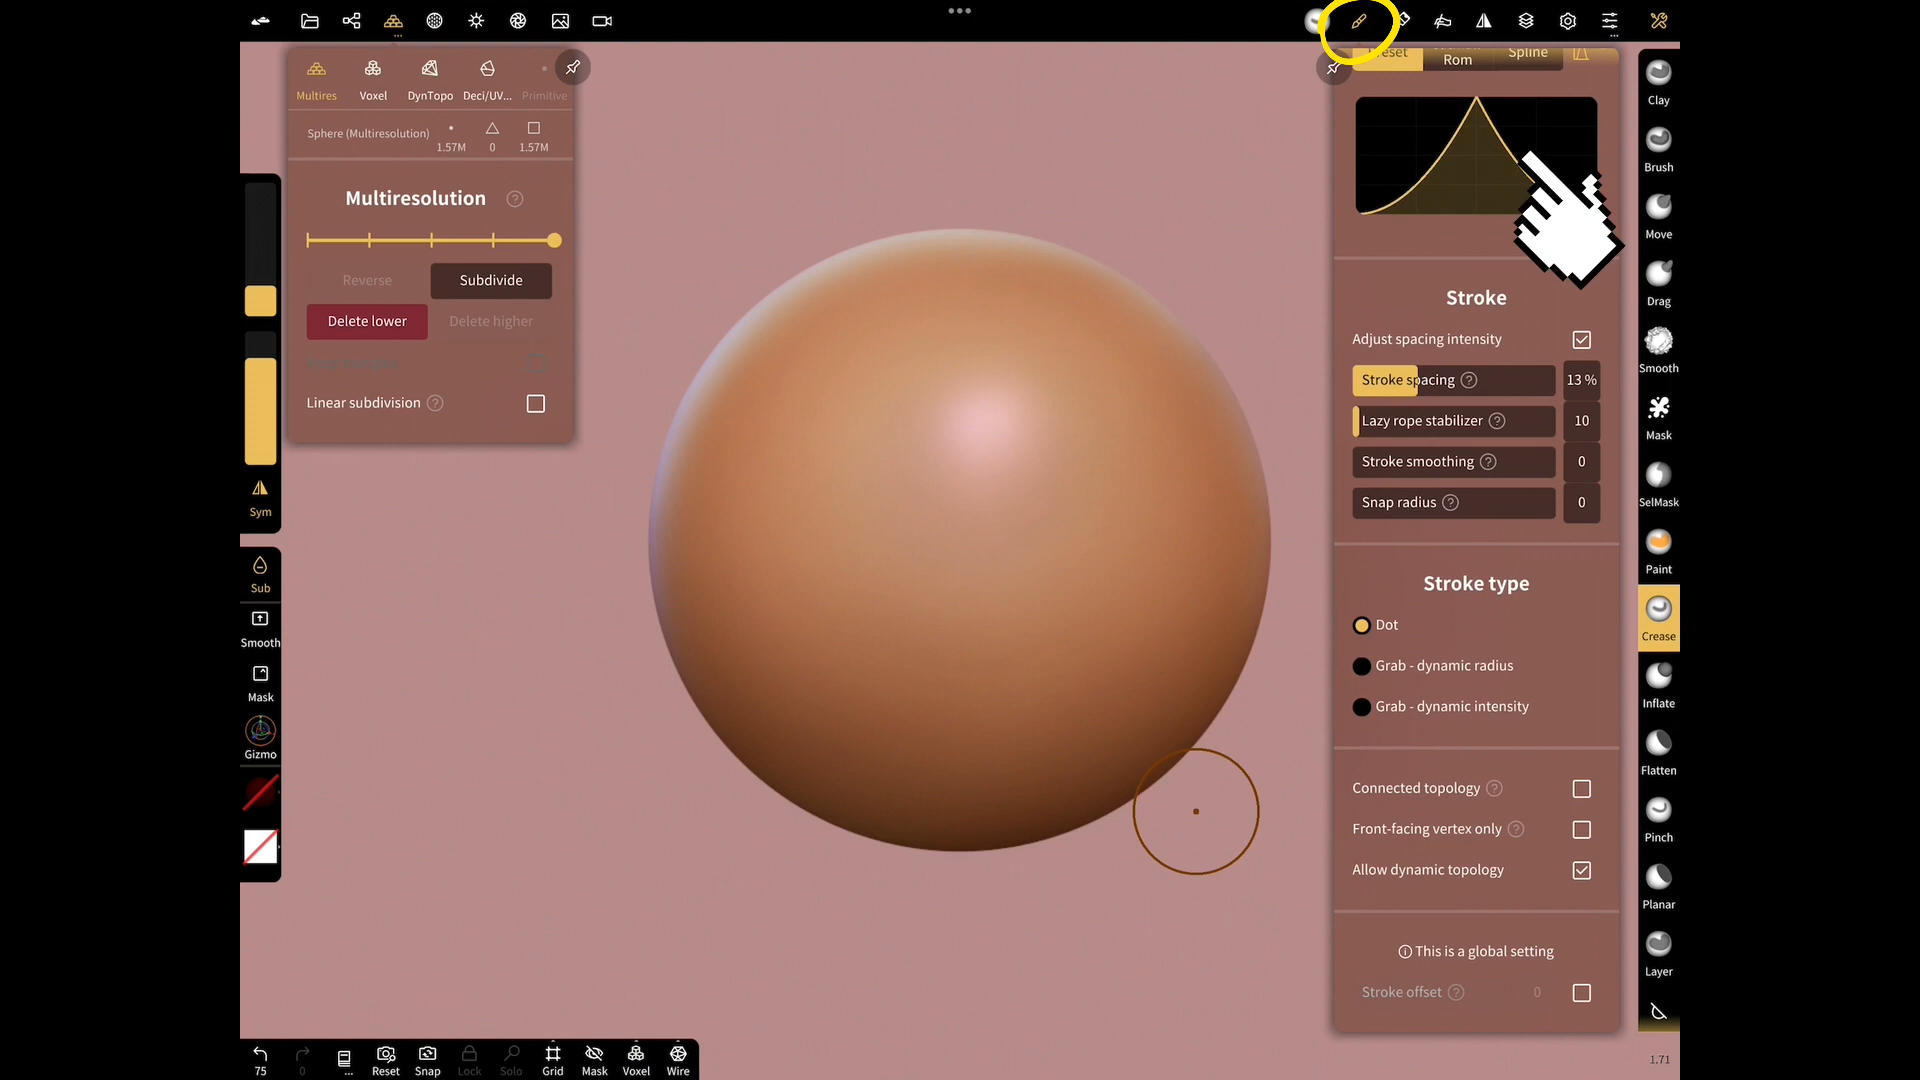 Multires
Voxel
DynTopo
Deci/UV...
Primitive
Sphere (Multiresolution)
1.57M
0
1.57M
Multiresolution
Reverse
Subdivide
Delete lower
Delete higher
Linear subdivision
Sym
Sub
Smooth
Mask
Gizmo
75
0
...
Reset
Snap
Lock
Solo
Grid
Mask
Voxel
Wire
Rom
Spline
Stroke
Adjust spacing intensity
Stroke spacing
13 %
Lazy rope stabilizer
10
Stroke smoothing
0
Snap radius
0
Stroke type
Dot
Grab - dynamic radius
Grab - dynamic intensity
Connected topology
Front-facing vertex only
Allow dynamic topology
This is a global setting
Stroke offset
0
Clay
Brush
Move
Drag
Smooth
Mask
SelMask
Paint
Crease
Inflate
Flatten
Pinch
Planar
Layer
1.71